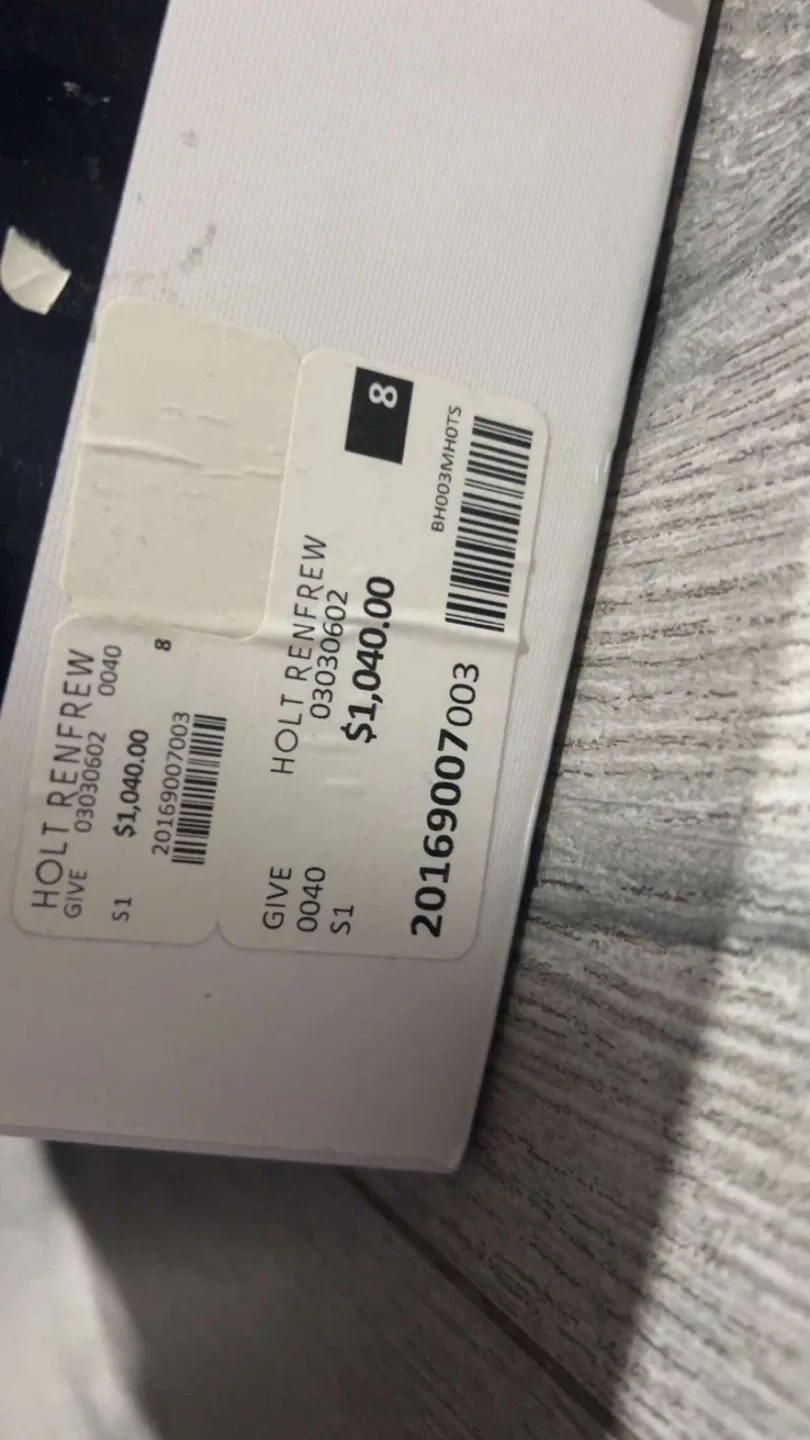 HOLT RENFREW
GIVE 03030602 0040
S1 $1,040.00 8
20169007003
GIVE HOLT RENFREW 8
0040 03030602
S1 $1,040.00
BH003MH0TS
20169007003